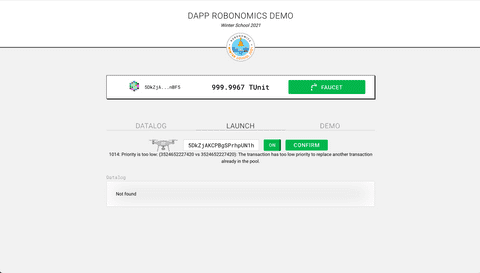 DAPP ROBONOMICS DEMO
Winter School 2021
ROBONOMICS
5DkZjA...nBF5 999.9967 TUnit FAUCET
DATALOG LAUNCH DEMO
5DkZjAKCPBgSPrhpUN1h ON CONFIRM
1014: Priority is too low: (3524652227420 vs 3524652227420): The transaction has too low priority to replace another transaction
already in the pool.
Datalog
Not found